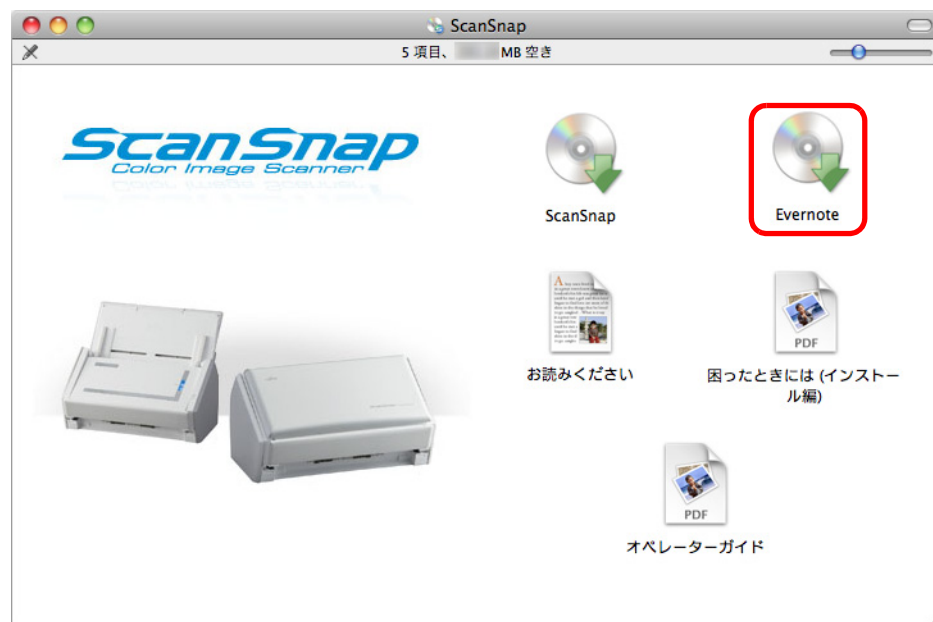 ScanSnap
5 項目、 MB 空き
ScanSnap
Color Image Scanner
ScanSnap
Evernote
PDF
お読みください
困ったときには (インストー
ル編)
PDF
オペレーターガイド